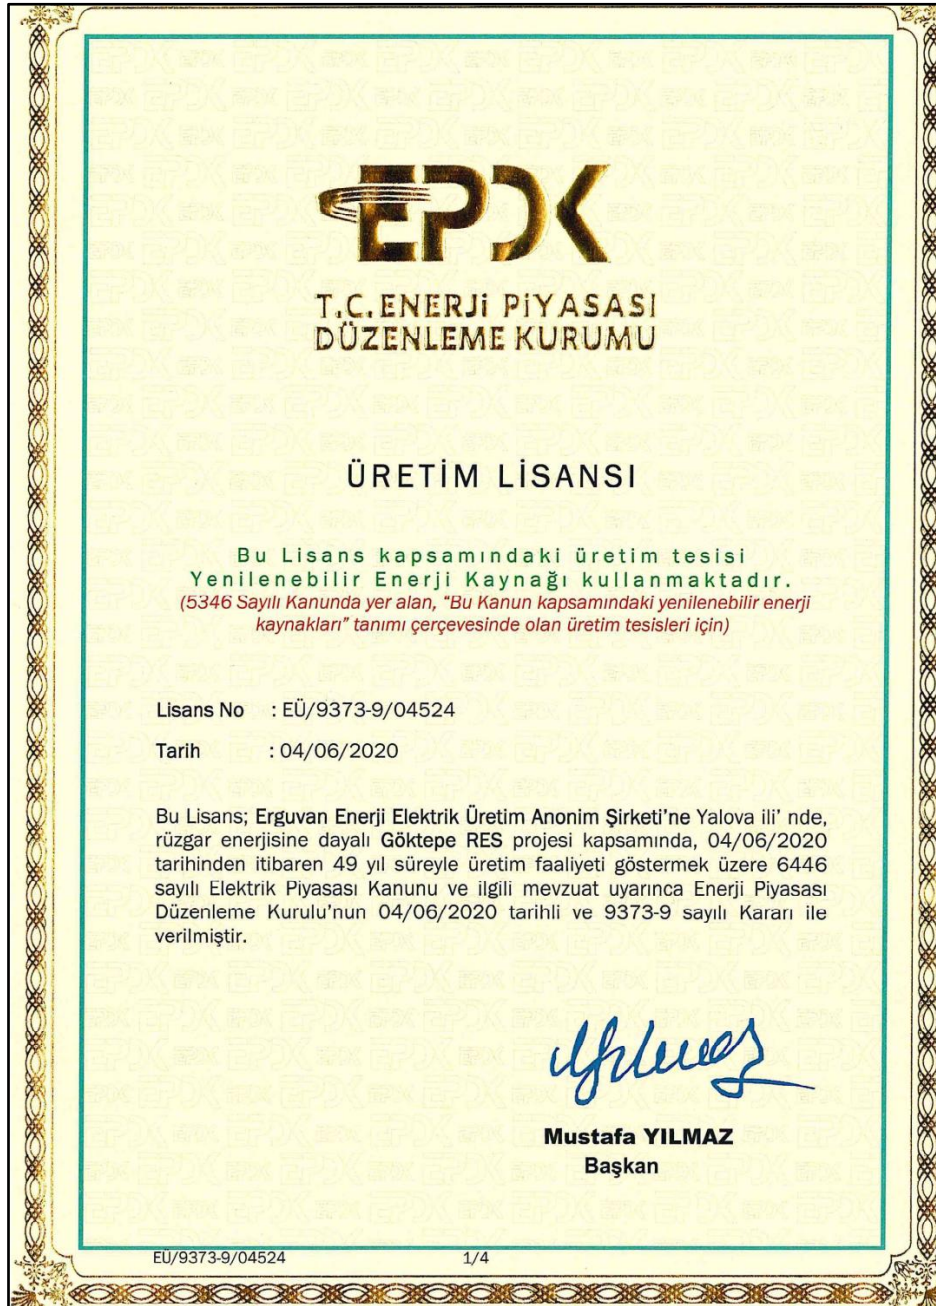 EPDK
T.C. ENERJİ PİYASASI
DÜZENLEME KURUMU
ÜRETİM LİSANSI
Bu Lisans kapsamındaki üretim tesisi
Yenilenebilir Enerji Kaynağı kullanmaktadır.
(5346 Sayılı Kanunda yer alan, “Bu Kanun kapsamındaki yenilenebilir enerji
kaynakları” tanımı çerçevesinde olan üretim tesisleri için)
Lisans No : EÜ/9373-9/04524
Tarih : 04/06/2020
Bu Lisans; Erguvan Enerji Elektrik Üretim Anonim Şirketi’ne Yalova ili’ nde,
rüzgar enerjisine dayalı Göktepe RES projesi kapsamında, 04/06/2020
tarihinden itibaren 49 yıl süreyle üretim faaliyeti göstermek üzere 6446
sayılı Elektrik Piyasası Kanunu ve ilgili mevzuat uyarınca Enerji Piyasası
Düzenleme Kurulu’nun 04/06/2020 tarihli ve 9373-9 sayılı Kararı ile
verilmiştir.
Mustafa YILMAZ
Başkan
EÜ/9373-9/04524 1/4